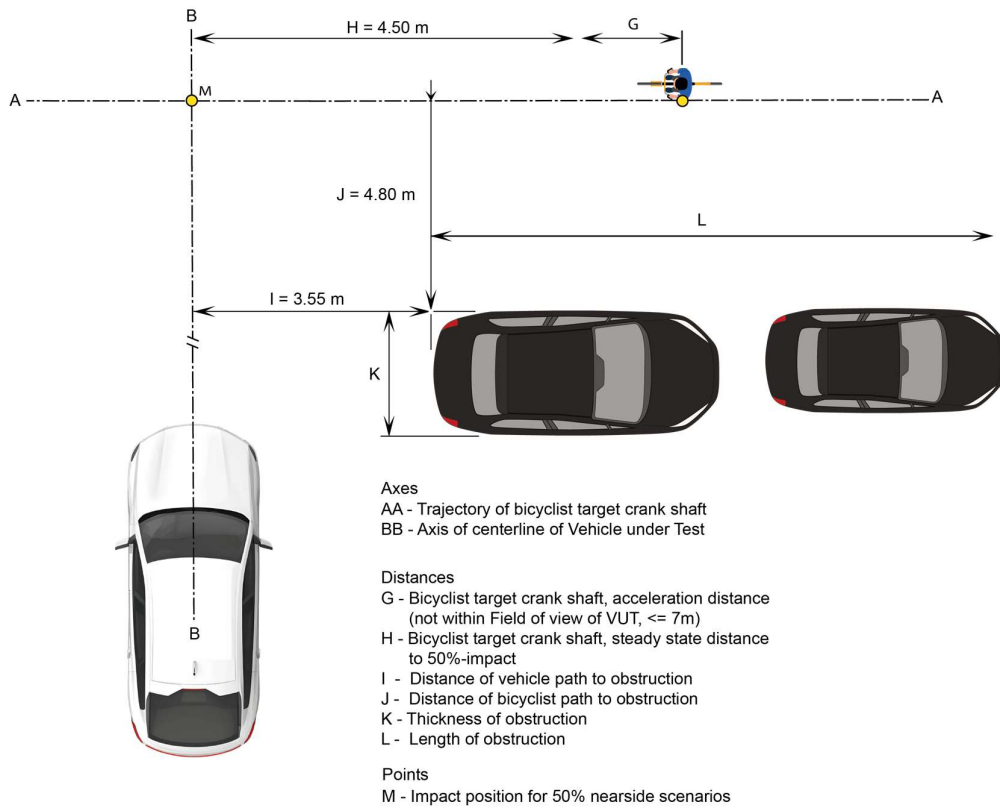 B
H = 4.50 m
G
A
M
A
J = 4.80 m
L
I = 3.55 m
K
B
Axes
AA - Trajectory of bicyclist target crank shaft
BB - Axis of centerline of Vehicle under Test
Distances
G - Bicyclist target crank shaft, acceleration distance
(not within Field of view of VUT, <= 7m)
H - Bicyclist target crank shaft, steady state distance
to 50%-impact
I - Distance of vehicle path to obstruction
J - Distance of bicyclist path to obstruction
K - Thickness of obstruction
L - Length of obstruction
Points
M - Impact position for 50% nearside scenarios